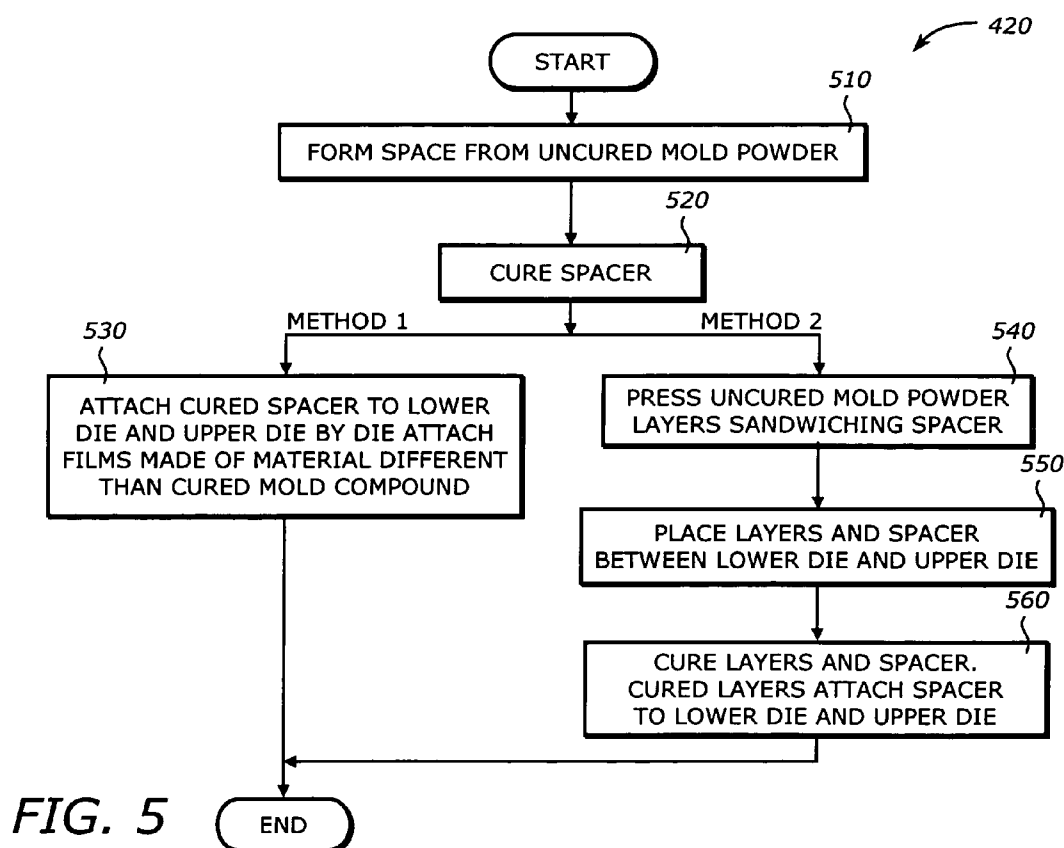 420
START
510
FORM SPACE FROM UNCURED MOLD POWDER
520
CURE SPACER
METHOD 1
METHOD 2
530
ATTACH CURED SPACER TO LOWER
DIE AND UPPER DIE BY DIE ATTACH
FILMS MADE OF MATERIAL DIFFERENT
THAN CURED MOLD COMPOUND
540
PRESS UNCURED MOLD POWDER
LAYERS SANDWICHING SPACER
550
PLACE LAYERS AND SPACER
BETWEEN LOWER DIE AND UPPER DIE
560
CURE LAYERS AND SPACER.
CURED LAYERS ATTACH SPACER
TO LOWER DIE AND UPPER DIE
END
FIG. 5